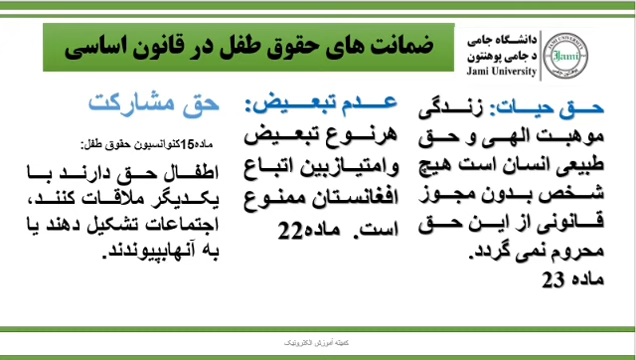 ضمانت های حقوق طفل در قانون اساسی
دانشگاه جامی
د جامی پوهنتون
Jami University
حق حیات: زندگی
موهبت الهی و حق
طبیعی انسان است هیچ
شخص بدون مجوز
قانونی از این حق
محروم نمی گردد.
ماده 23
عدم تبعیض:
هرنوع تبعیض
وامتیازبین اتباع
افغانستان ممنوع
است. ماده22
حق مشارکت
ماده15کنوانسیون حقوق طفل:
اطفال حق دارند با
یکدیگر ملاقات کنند،
اجتماعات تشکیل دهند یا
به آنهابپیوندند.
کمیته آموزش الکترونیک